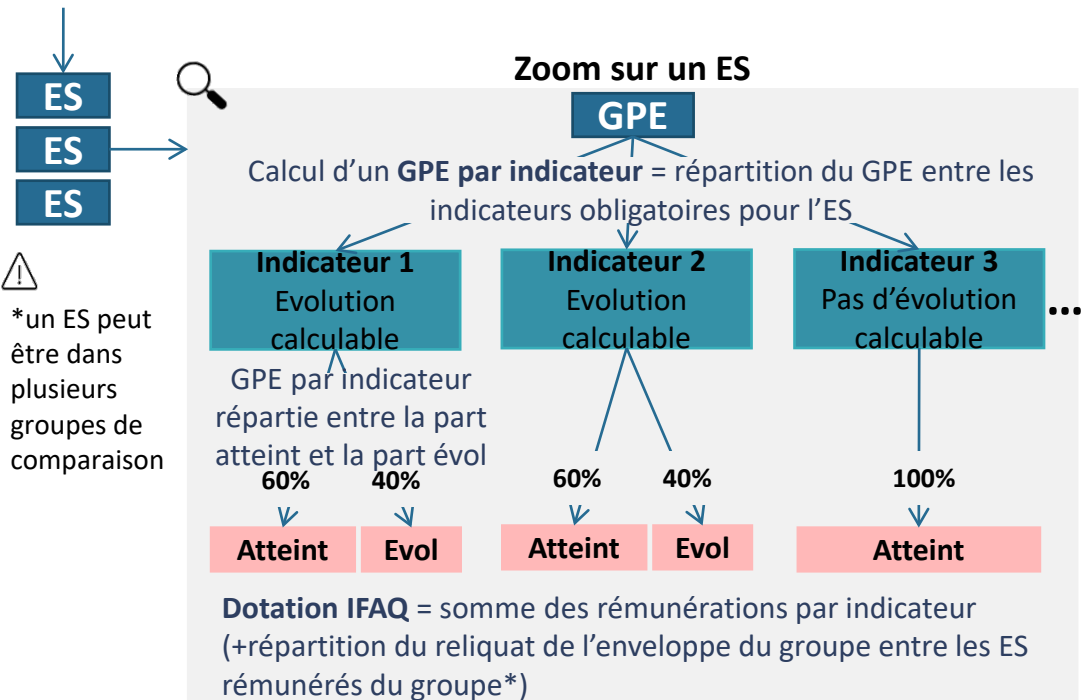 ES
ES
ES
*un ES peut
être dans
plusieurs
groupes de
comparaison
Zoom sur un ES
GPE
Calcul d’un GPE par indicateur = répartition du GPE entre les
indicateurs obligatoires pour l’ES
Indicateur 1
Evolution
calculable
Indicateur 2
Evolution
calculable
Indicateur 3
Pas d’évolution
calculable
...
GPE par indicateur
répartie entre la part
atteint et la part évol
60% 40%
60% 40%
100%
Atteint Evol
Atteint Evol
Atteint
Dotation IFAQ = somme des rémunérations par indicateur
(+répartition du reliquat de l’enveloppe du groupe entre les ES
rémunérés du groupe*)